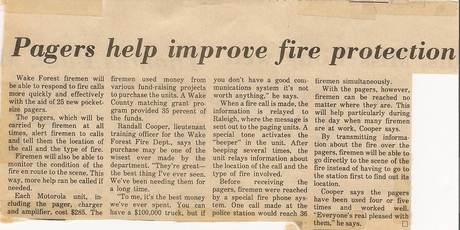 Pagers help improve fire protection
Wake Forest firemen will
be able to respond to fire calls
more quickly and effectively
with the aid of 25 new pocket-
size pagers.
The pagers, which will be
carried by firemen at all
times, alert firemen to calls
and tell them the location of
the call and the type of fire.
Firemen will also be able to
monitor the condition of the
fire en route to the scene. This
way, more help can be called if
needed.
Each Motorola unit, in-
cluding the pager, charger
and amplifier, cost $285. The
firemen used money from
various fund-raising projects
to purchase the units. A Wake
County matching grant pro-
gram provided 35 percent of
the funds.
Randall Cooper, lieutenant
training officer for the Wake
Forest Fire Dept., says the
purchase may be one of the
wisest ever made by the
department. "They're great—
the best thing I've ever seen.
We've been needing them for
a long time.
"To me, it's the best money
we've ever spent. You can
have a $100,000 truck, but if
you don't have a good com-
munications system it's not
worth anything," he says.
When a fire call is made, the
information is relayed to
Raleigh, where the message is
sent out to the paging units. A
special tone activates the
"beeper" in the unit. After
beeping several times, the
unit relays information about
the location of the call and the
type of fire involved.
Before receiving the
pagers, firemen were reached
by a special fire phone sys-
tem. One call made at the
police station would reach 36
firemen simultaneously.
With the pagers, however,
firemen can be reached no
matter where they are. This
will help particularly during
the day when many firemen
are at work, Cooper says.
By transmitting informa-
tion about the fire over the
pagers, firemen will be able to
go directly to the scene of the
fire instead of having to go to
the station first to find out its
location.
Cooper says the pagers
have been used four or five
times and worked well.
"Everyone's real pleased with
them," he says. □